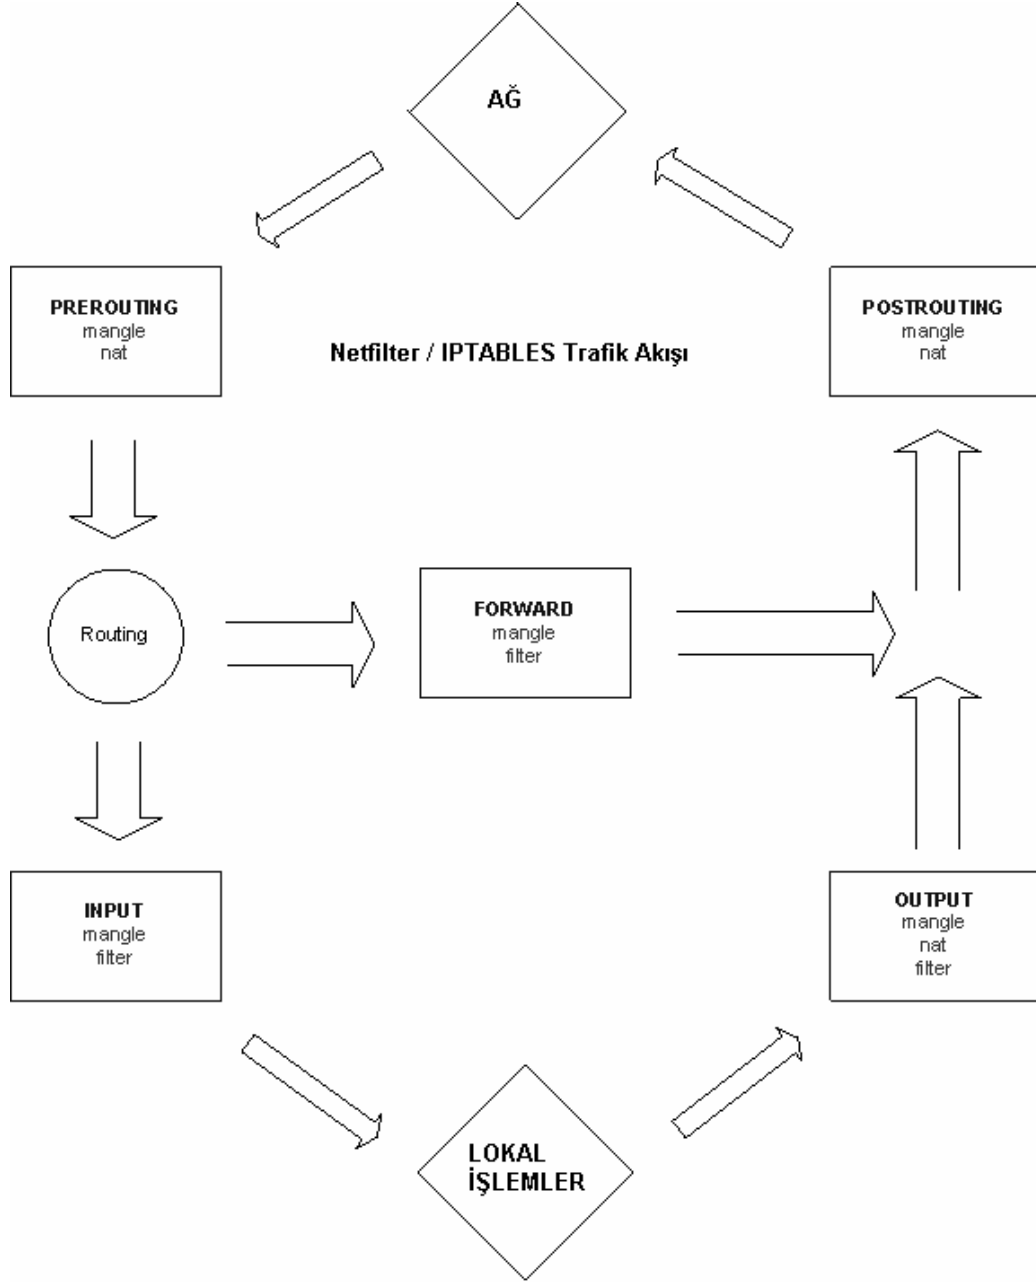 AĞ
PREROUTING
mangle
nat
Netfilter / IPTABLES Trafik Akışı
POSTROUTING
mangle
nat
Routing
FORWARD
mangle
filter
INPUT
mangle
filter
OUTPUT
mangle
nat
filter
LOKAL
İŞLEMLER